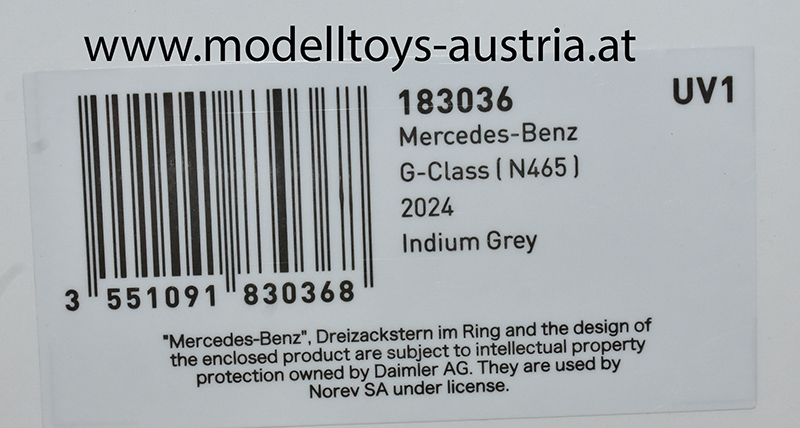 www.modelltoys-austria.at
183036
UV1
Mercedes-Benz
G-Class ( N465 )
2024
Indium Grey
3 551091 830368
"Mercedes-Benz", Dreizackstern im Ring and the design of
the enclosed product are subject to intellectual property
protection owned by Daimler AG. They are used by
Norev SA under license.